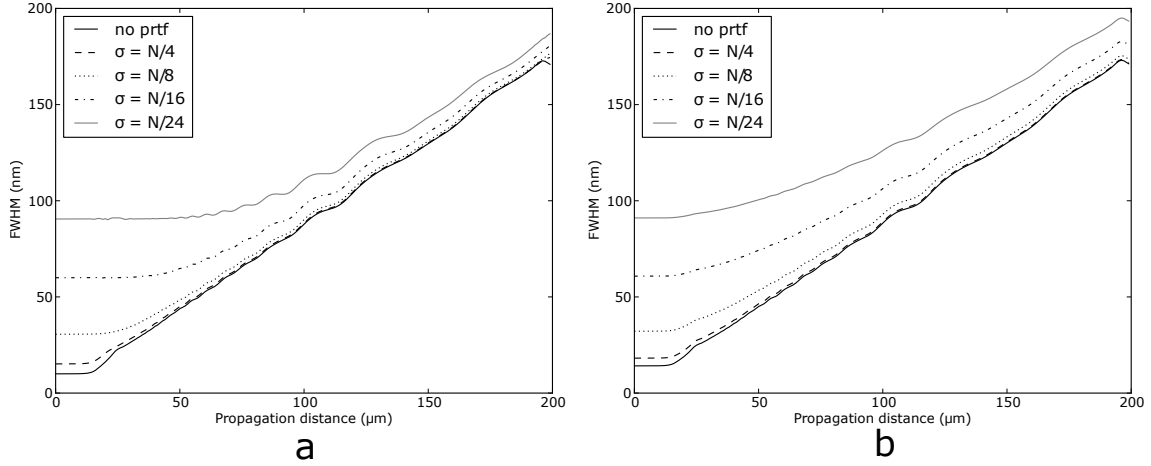 200
150
100
50
0
FWHM (nm)
no prtf
σ = N/4
σ = N/8
σ = N/16
σ = N/24
0 50 100 150 200
Propagation distance (μm)
a
200
150
100
50
0
FWHM (nm)
no prtf
σ = N/4
σ = N/8
σ = N/16
σ = N/24
0 50 100 150 200
Propagation distance (μm)
b